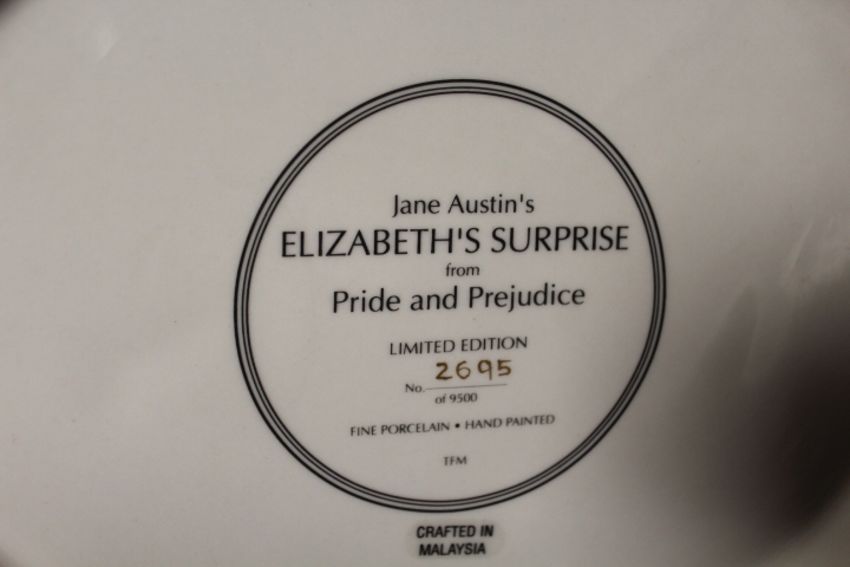 Jane Austin's
ELIZABETH'S SURPRISE
from
Pride and Prejudice
LIMITED EDITION
No. 2695
of 9500
FINE PORCELAIN • HAND PAINTED
TFM
CRAFTED IN
MALAYSIA